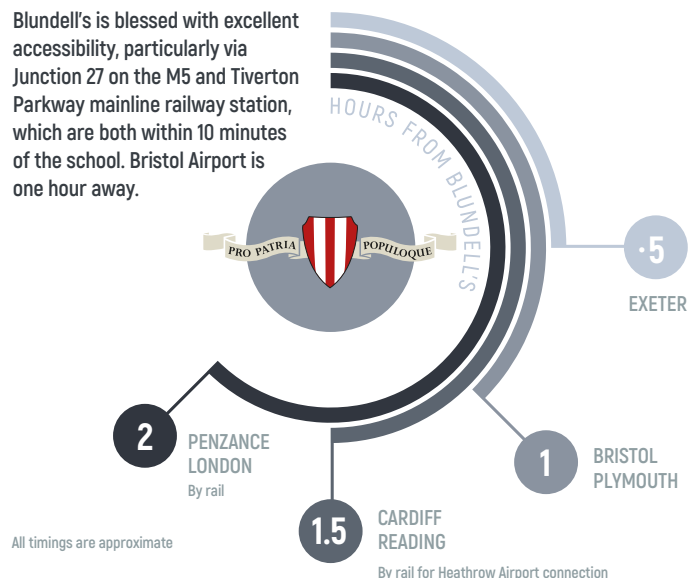 Blundell's is blessed with excellent
accessibility, particularly via
Junction 27 on the M5 and Tiverton
Parkway mainline railway station,
which are both within 10 minutes
of the school. Bristol Airport is
one hour away.
HOURS FROM BLUNDELL'S
PRO PATRIA POPULOQUE
·5
EXETER
1
BRISTOL
PLYMOUTH
1.5
CARDIFF
READING
By rail for Heathrow Airport connection
2
PENZANCE
LONDON
By rail
All timings are approximate